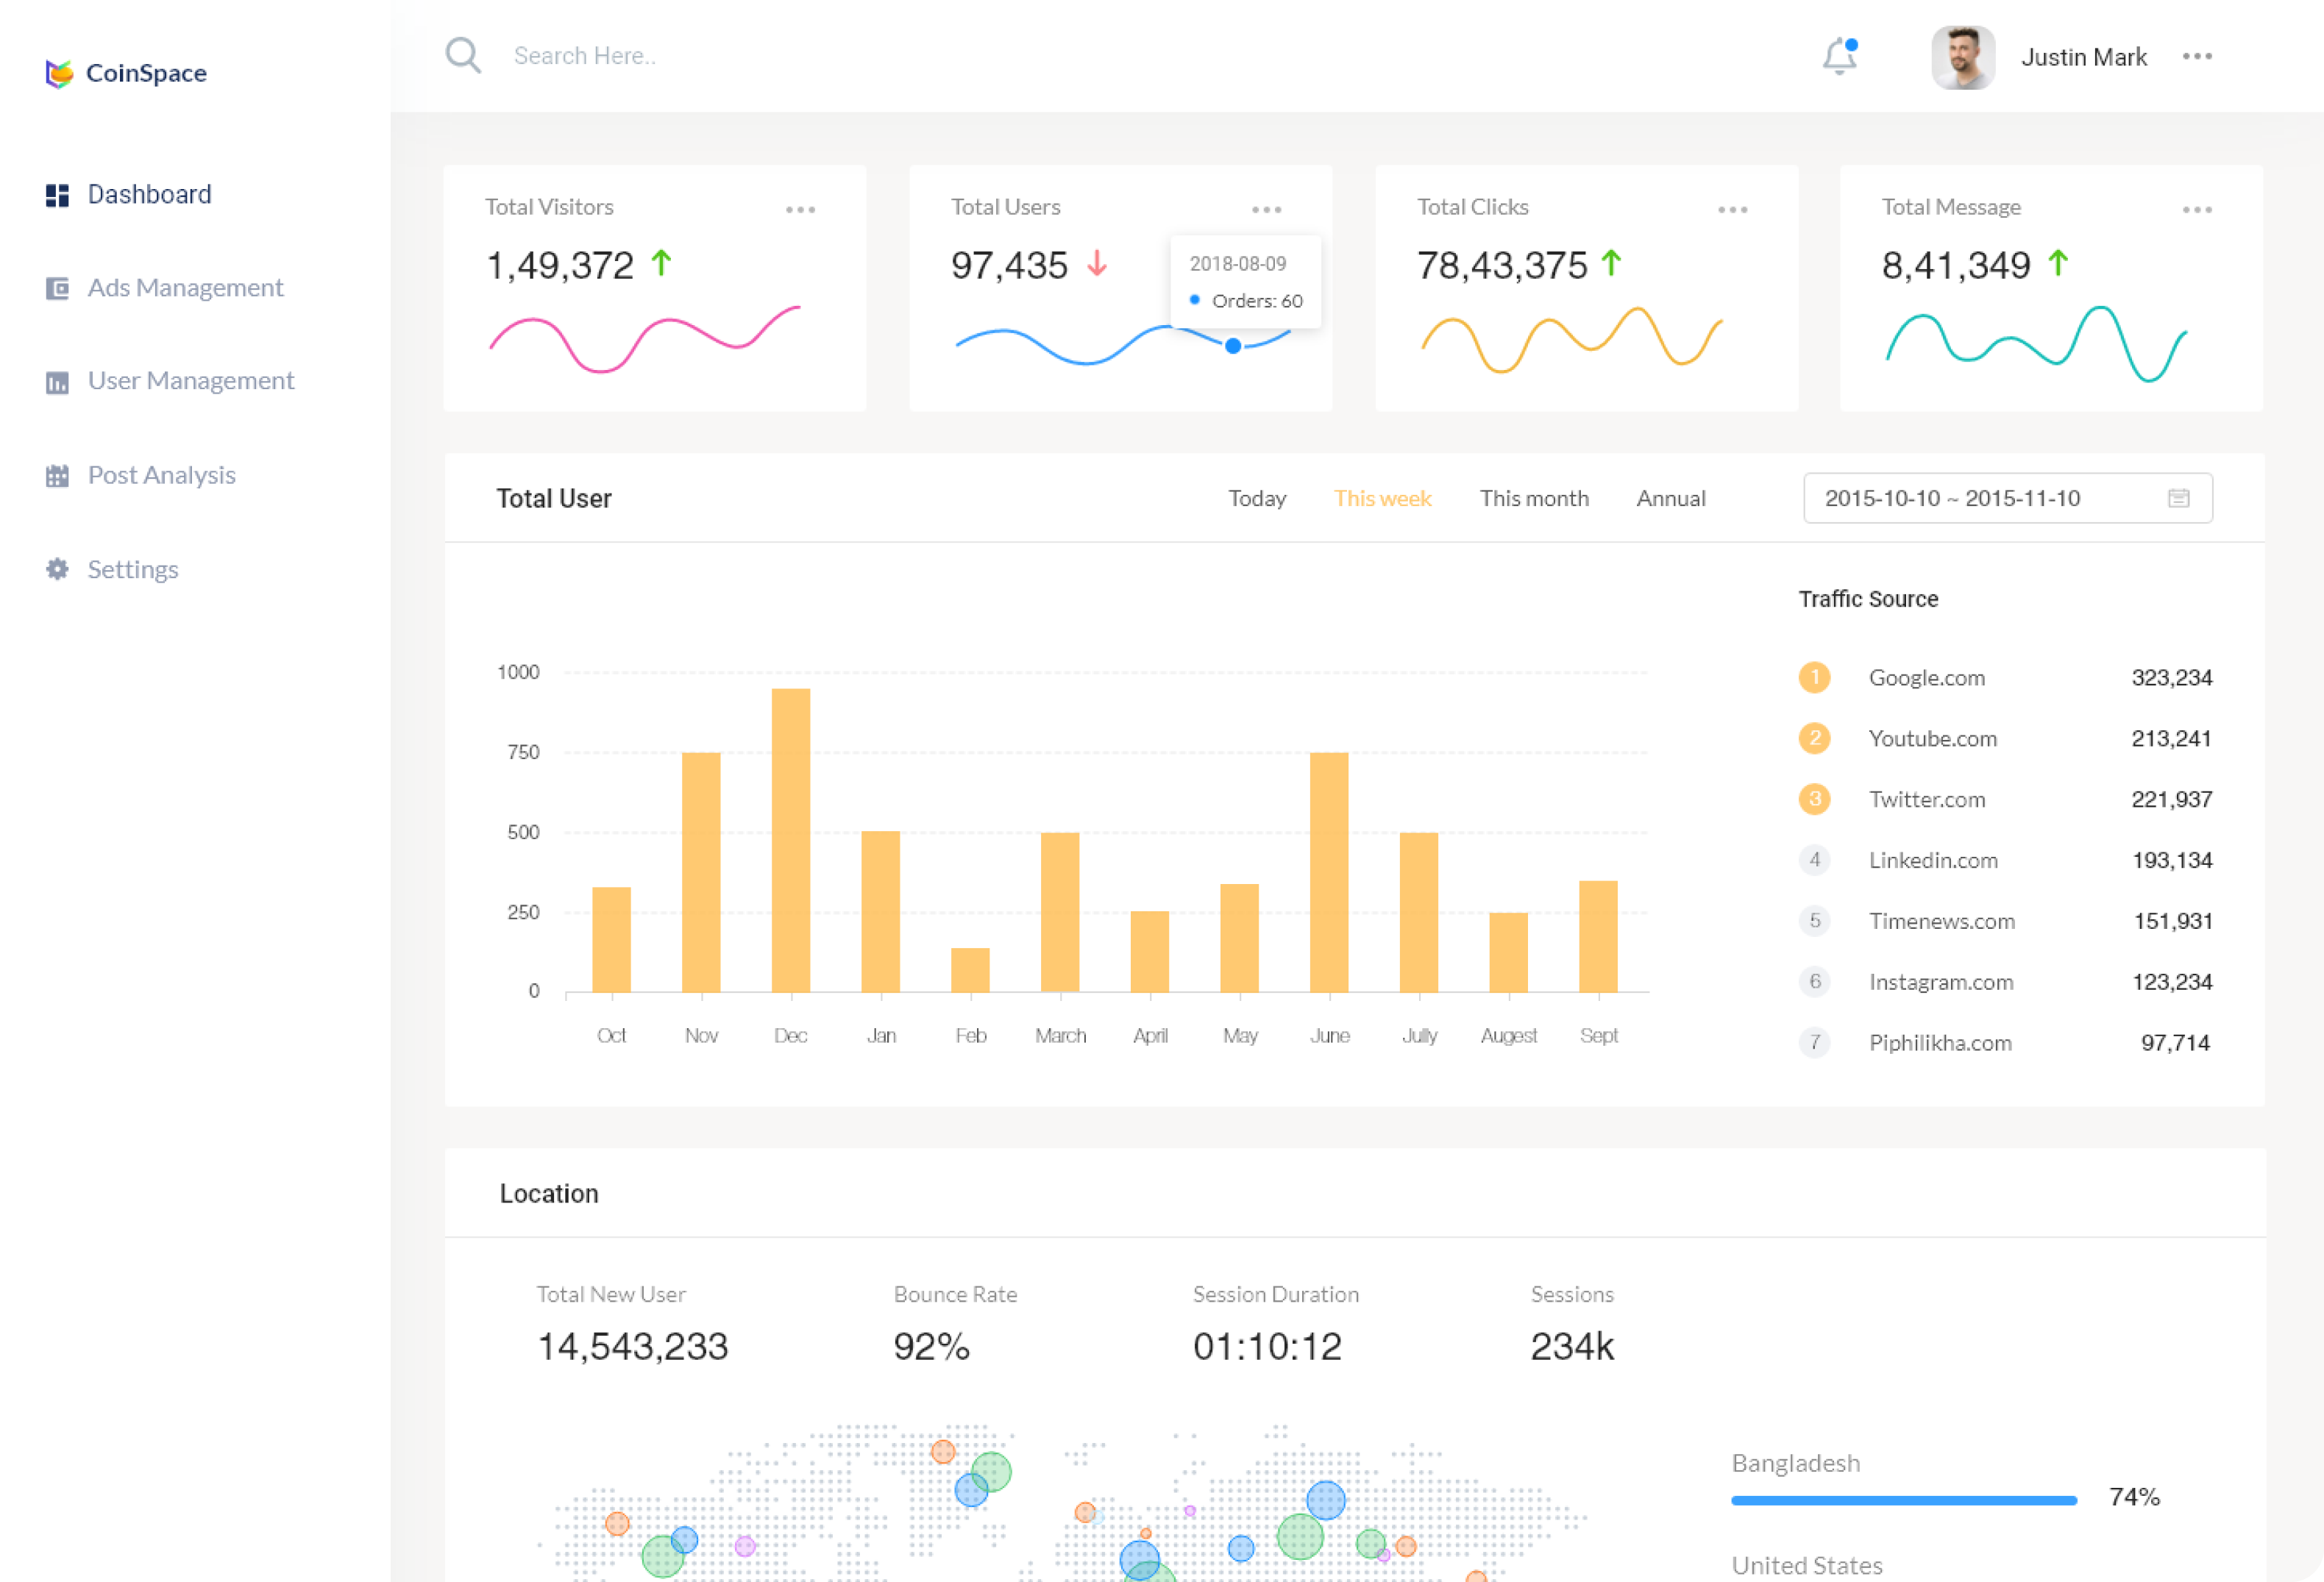 CoinSpace
Search Here..
Justin Mark
Dashboard
Ads Management
User Management
Post Analysis
Settings
Total Visitors
1,49,372
Total Users
97,435
2018-08-09
Orders: 60
Total Clicks
78,43,375
Total Message
8,41,349
Total User
Today This week This month Annual
2015-10-10 ~ 2015-11-10
1000
750
500
250
0
Oct Nov Dec Jan Feb March April May June Jully Augest Sept
Traffic Source
1 Google.com 323,234
2 Youtube.com 213,241
3 Twitter.com 221,937
4 Linkedin.com 193,134
5 Timenews.com 151,931
6 Instagram.com 123,234
7 Piphilikha.com 97,714
Location
Total New User
14,543,233
Bounce Rate
92%
Session Duration
01:10:12
Sessions
234k
Bangladesh
74%
United States